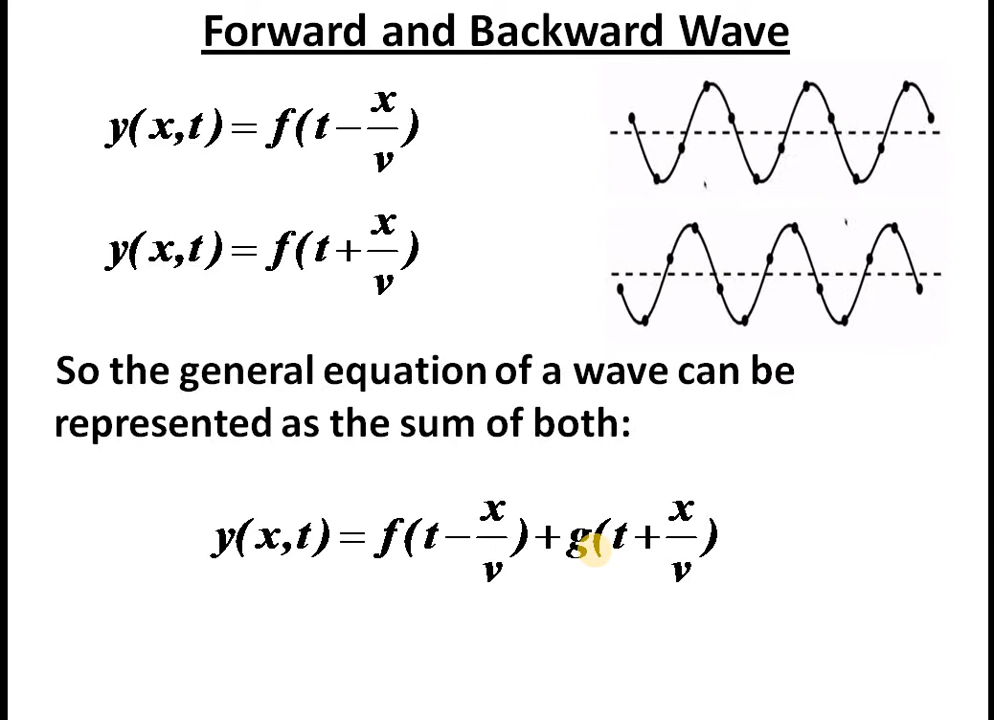 Forward and Backward Wave
y(x,t) = f(t − x/v)
y(x,t) = f(t + x/v)
So the general equation of a wave can be
represented as the sum of both:
y(x,t) = f(t − x/v) + g(t + x/v)